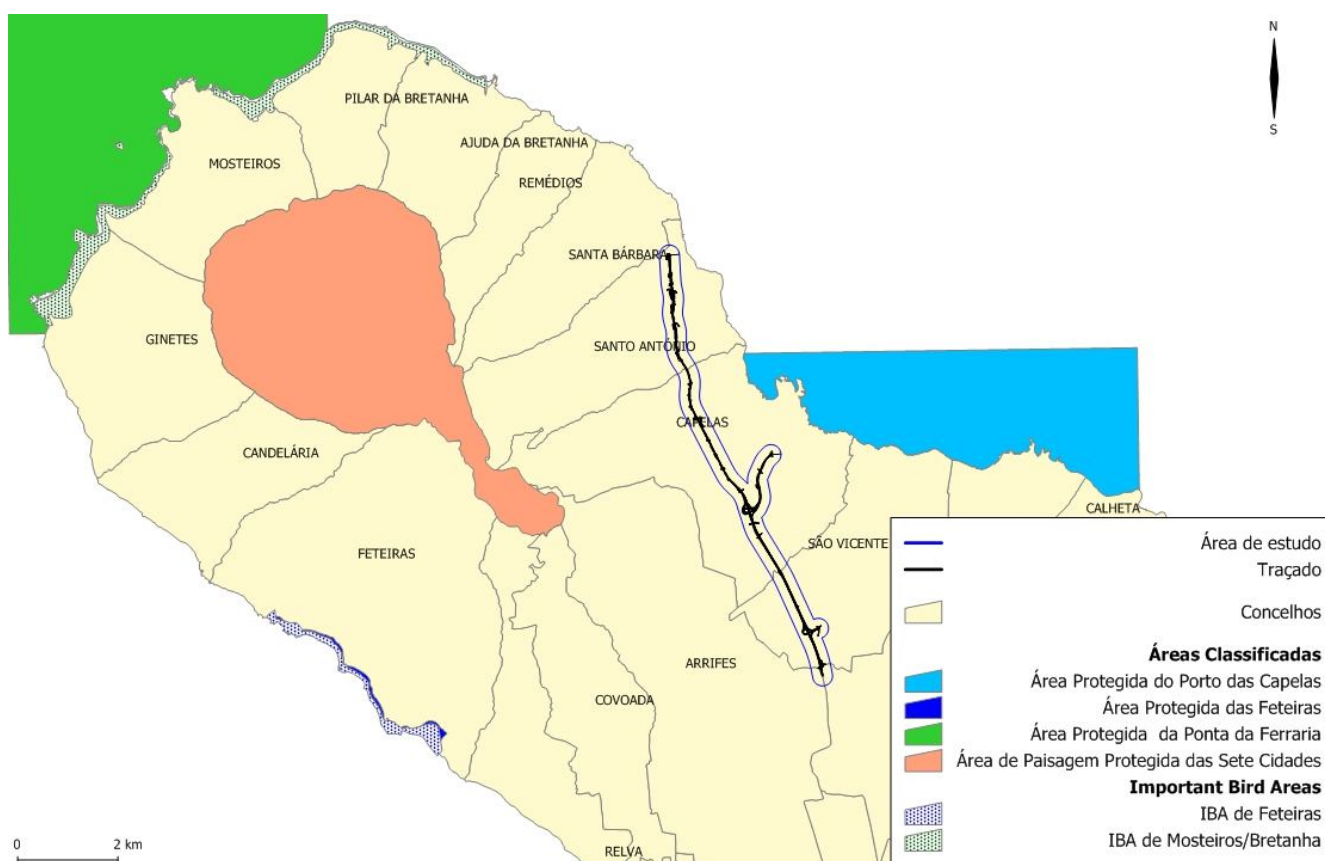 N
S
PILAR DA BRETANHA
AJUDA DA BRETANHA
MOSTEIROS
REMÉDIOS
SANTA BÁRBARA
GINETES
SANTO ANTÓNIO
CAPELAS
CANDELÁRIA
CALHETA
FETEIRAS
SÃO VICENTE
ARRIFES
COVOADA
RELVA
0 2 km
Área de estudo
Traçado
Concelhos
Áreas Classificadas
Área Protegida do Porto das Capelas
Área Protegida das Feteiras
Área Protegida da Ponta da Ferraria
Área de Paisagem Protegida das Sete Cidades
Important Bird Areas
IBA de Feteiras
IBA de Mosteiros/Bretanha